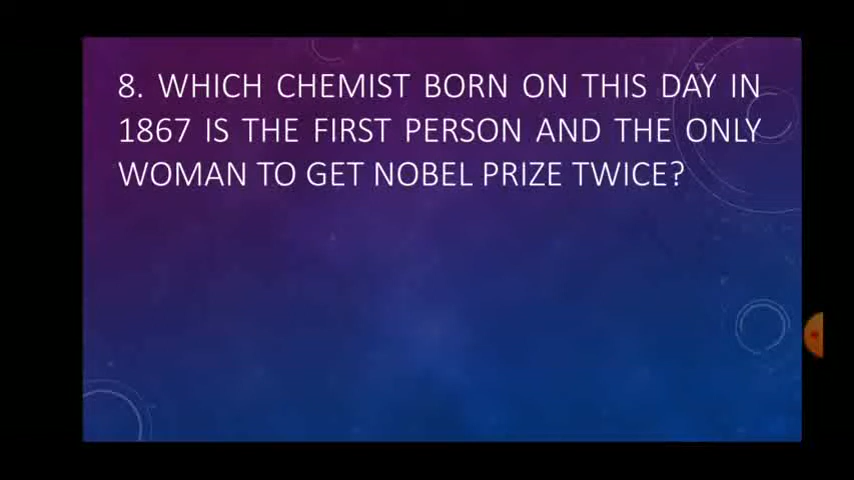 8. WHICH CHEMIST BORN ON THIS DAY IN
1867 IS THE FIRST PERSON AND THE ONLY
WOMAN TO GET NOBEL PRIZE TWICE?